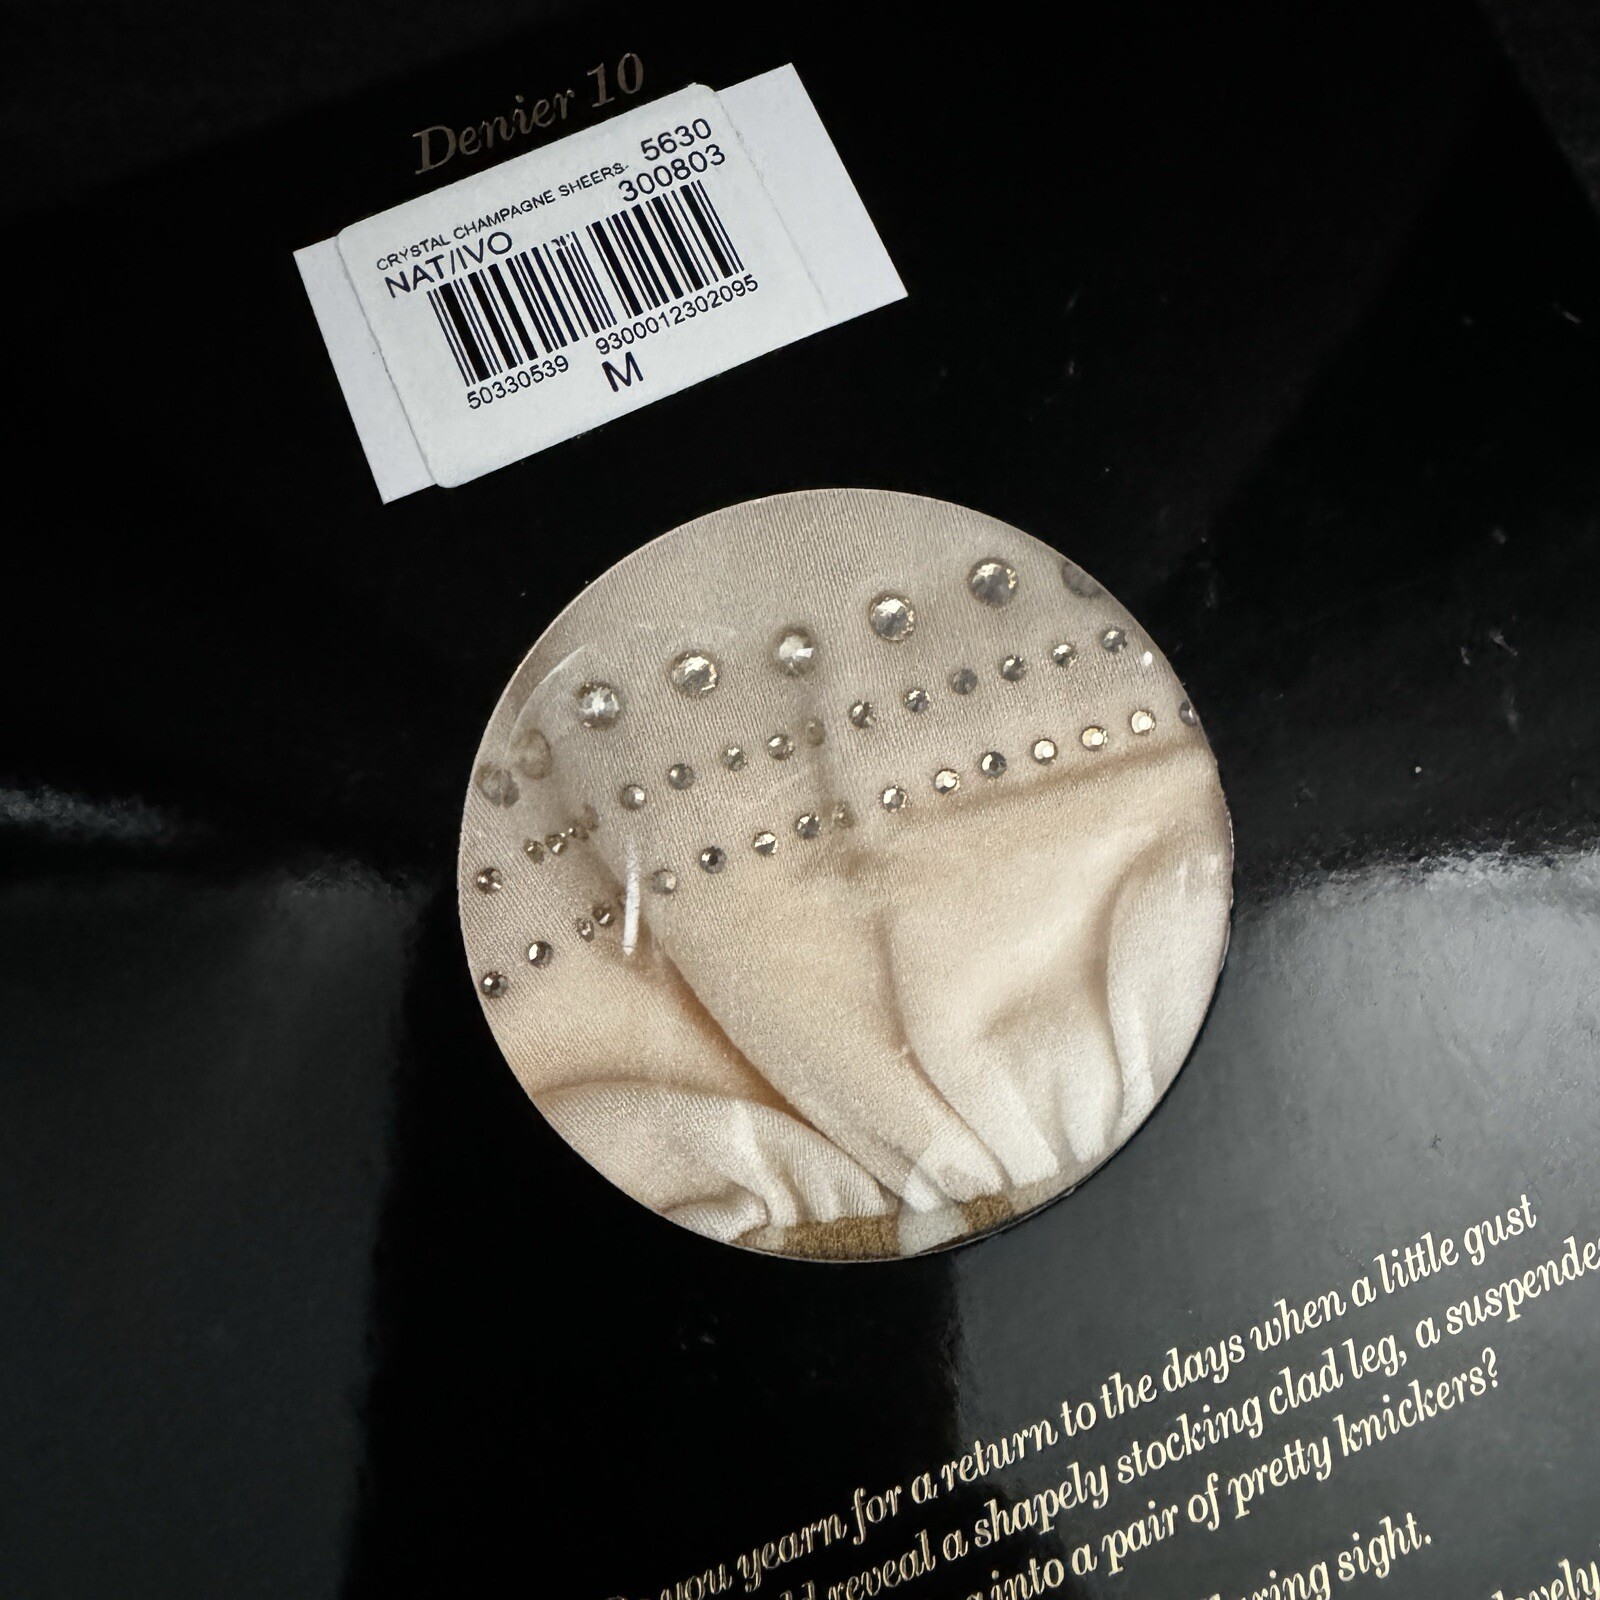 Denier 10
CRYSTAL CHAMPAGNE SHEERS- 5630
NAT/IVO 300803
50330539 9300012302095
M
you yearn for a return to the days when a little gust
reveal a shapely stocking clad leg, a
into a pair of pretty knickers?
sight.